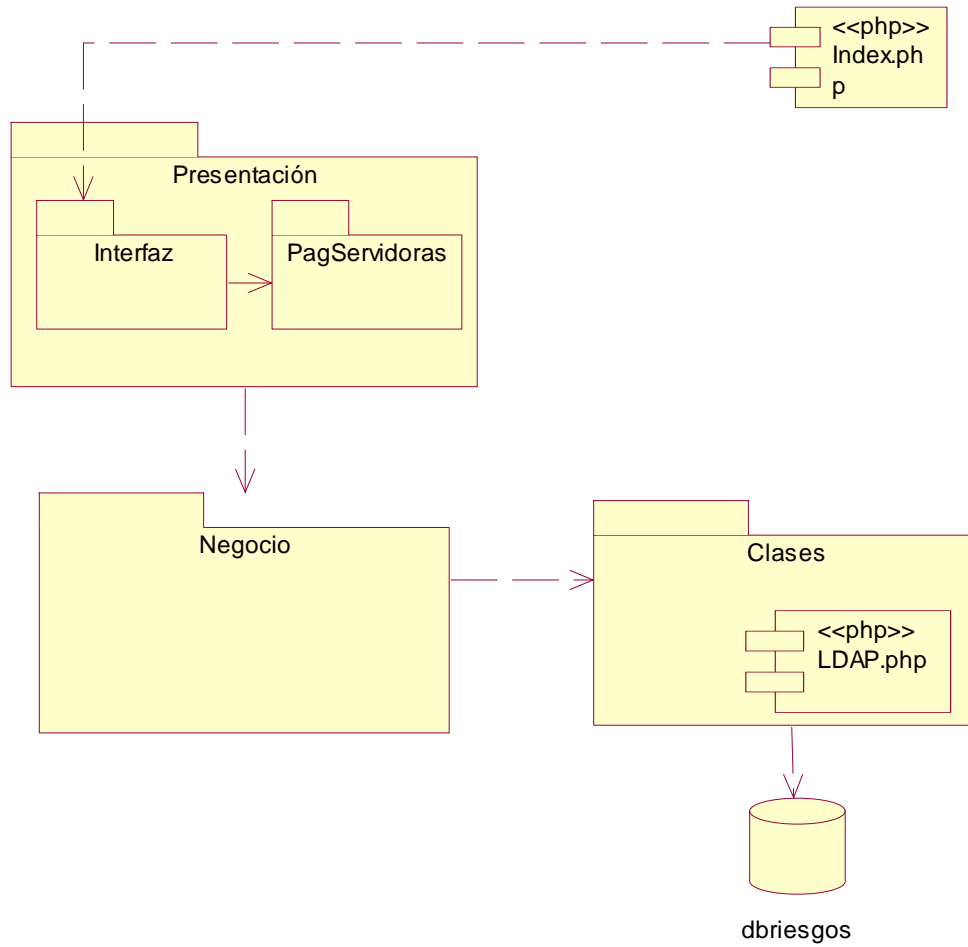 <<php>>
Index.ph
p
Presentación
Interfaz
PagServidoras
Negocio
Clases
<<php>>
LDAP.php
dbriesgos